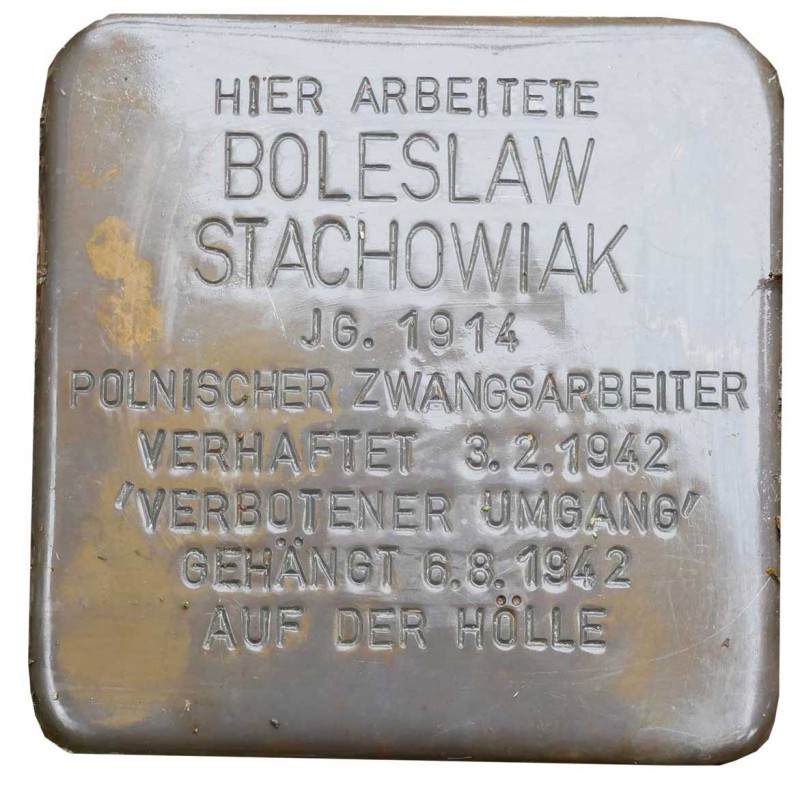 HIER ARBEITETE
BOLESLAW
STACHOWIAK
JG. 1914
POLNISCHER ZWANGSARBEITER
VERHAFTET 3.2.1942
'VERBOTENER UMGANG'
GEHÄNGT 6.8.1942
AUF DER HÖLLE